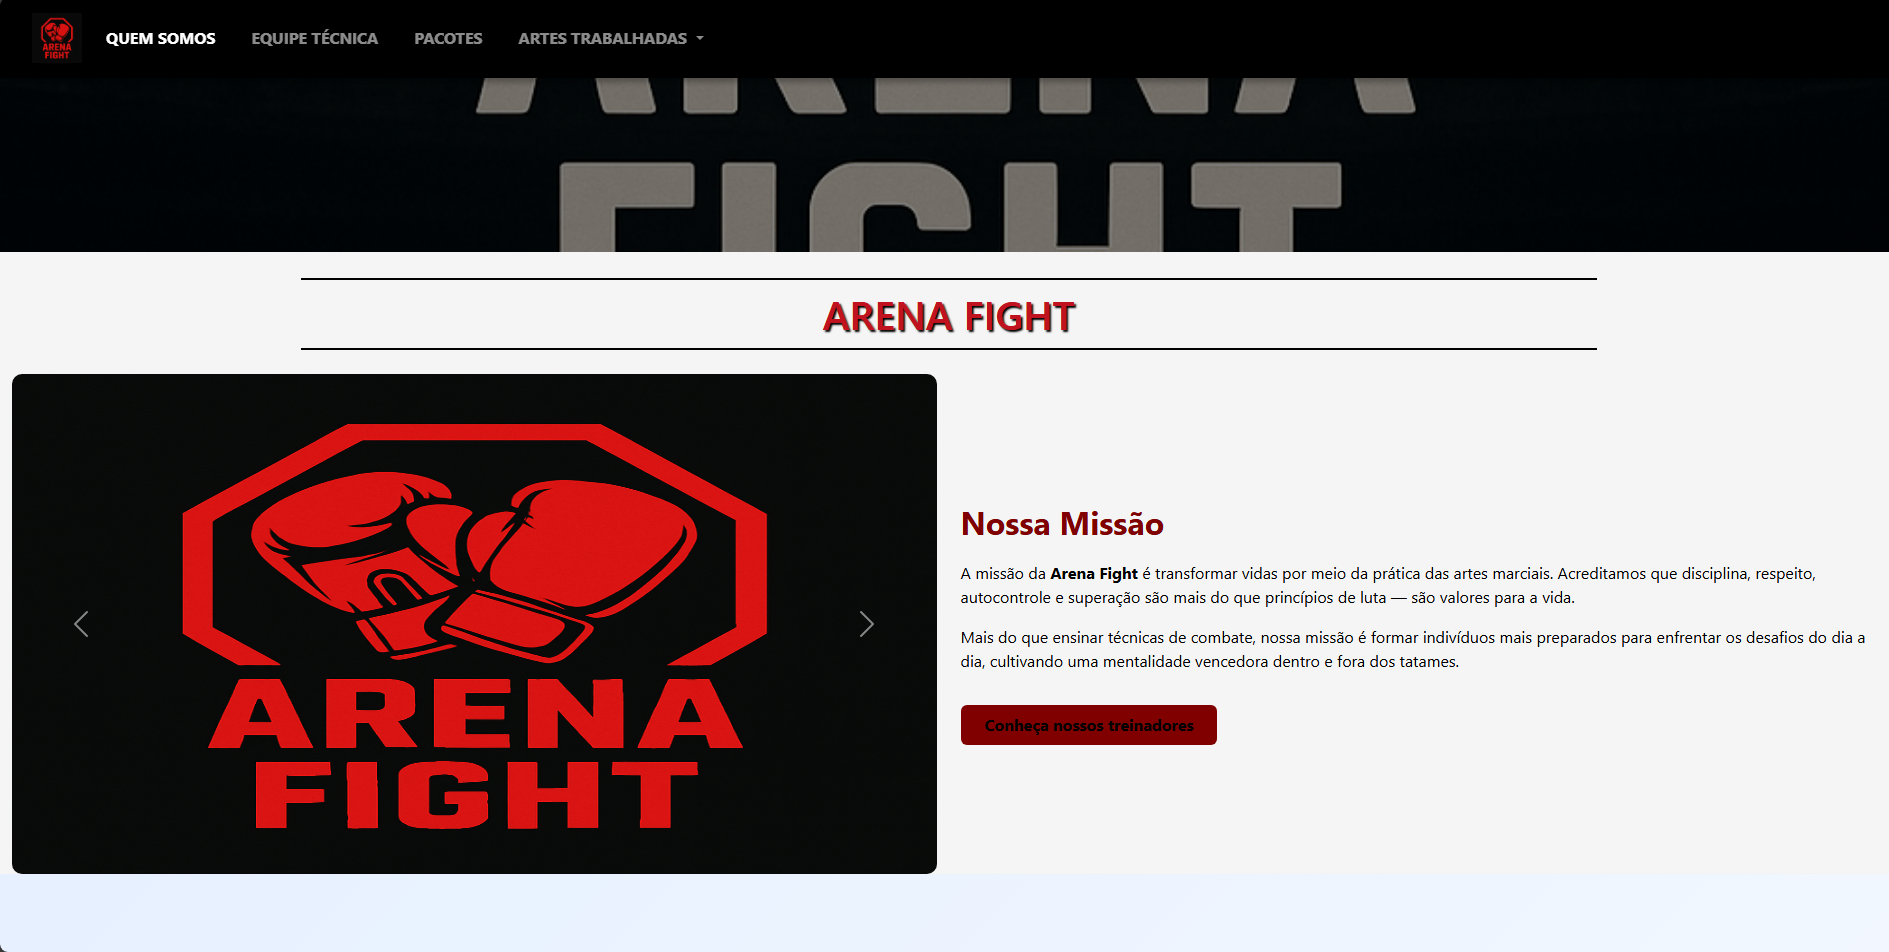 ARENA
FIGHT
QUEM SOMOS EQUIPE TÉCNICA PACOTES ARTES TRABALHADAS
ARENA
FIGHT
ARENA FIGHT
ARENA
FIGHT
Nossa Missão
A missão da Arena Fight é transformar vidas por meio da prática das artes marciais. Acreditamos que disciplina, respeito,
autocontrole e superação são mais do que princípios de luta — são valores para a vida.
Mais do que ensinar técnicas de combate, nossa missão é formar indivíduos mais preparados para enfrentar os desafios do dia a
dia, cultivando uma mentalidade vencedora dentro e fora dos tatames.
Conheça nossos treinadores